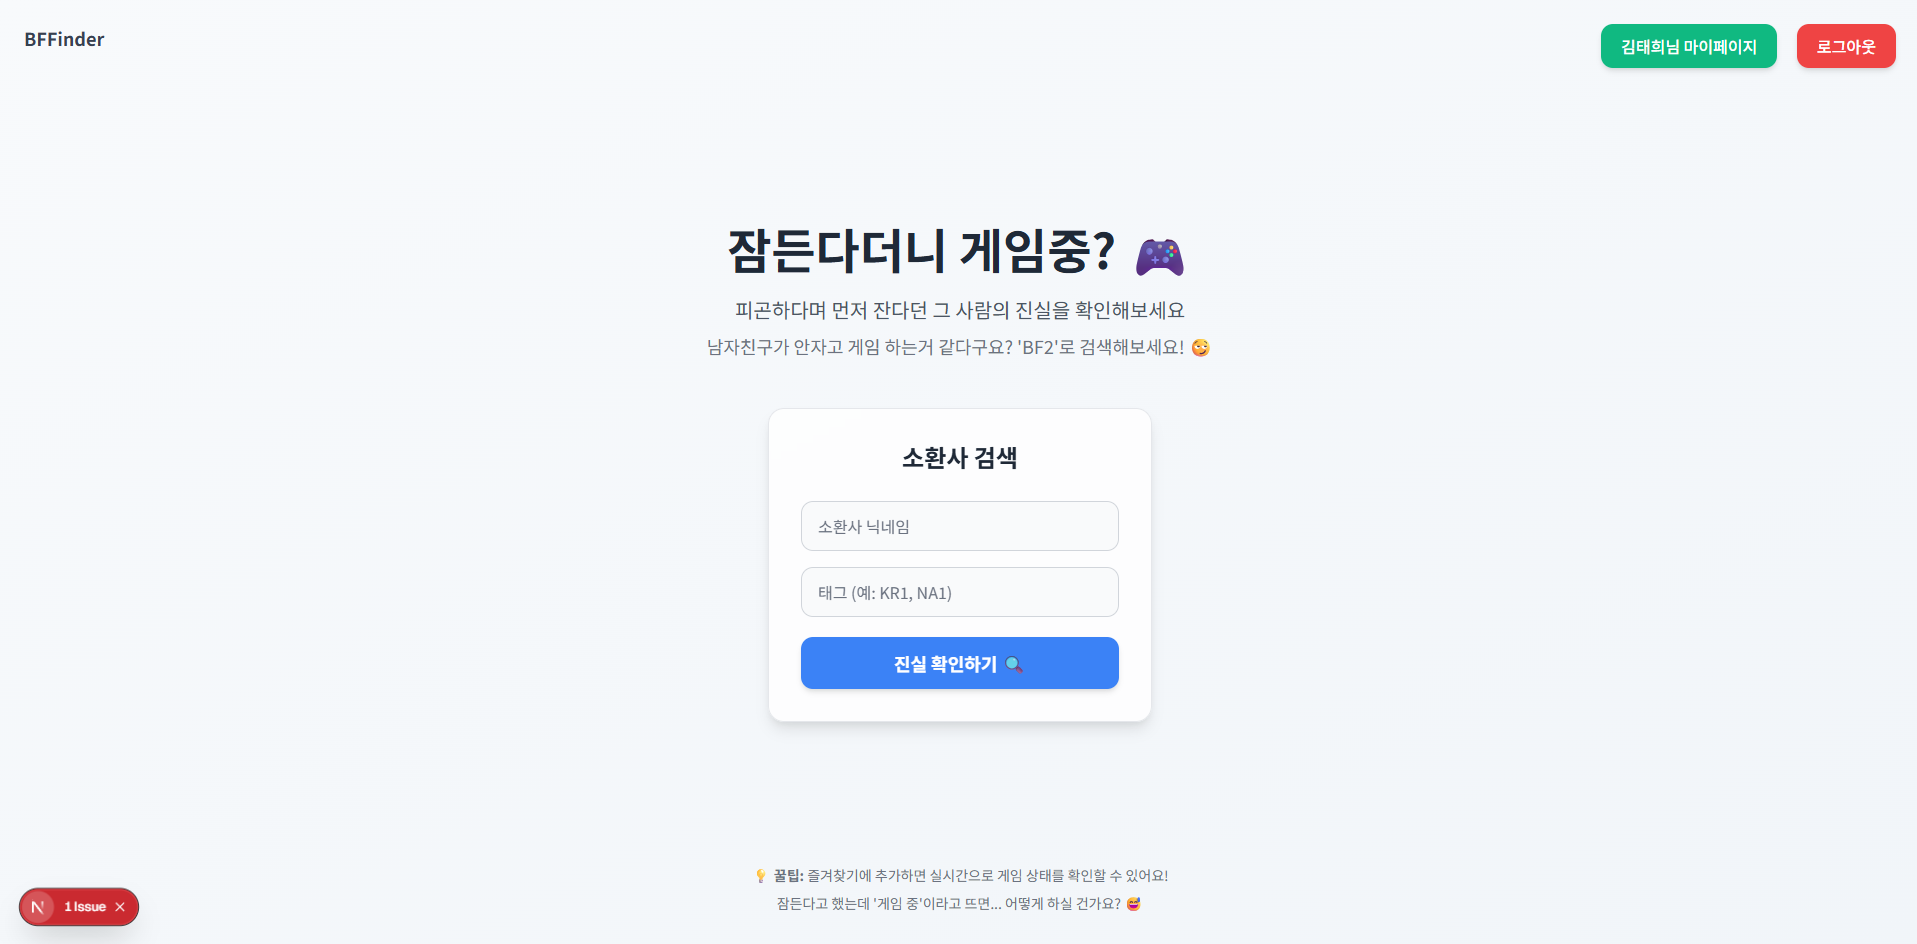 BFFinder
김태희님 마이페이지
로그아웃
잠든다더니 게임중? 🎮
피곤하다며 먼저 잔다던 그 사람의 진실을 확인해보세요
남자친구가 안자고 게임 하는거 같다구요? 'BF2'로 검색해보세요! 😏
소환사 검색
소환사 닉네임
태그 (예: KR1, NA1)
진실 확인하기 🔍
💡 꿀팁: 즐겨찾기에 추가하면 실시간으로 게임 상태를 확인할 수 있어요!
잠든다고 했는데 '게임 중'이라고 뜨면... 어떻게 하실 건가요? 😅
N 1 Issue ×